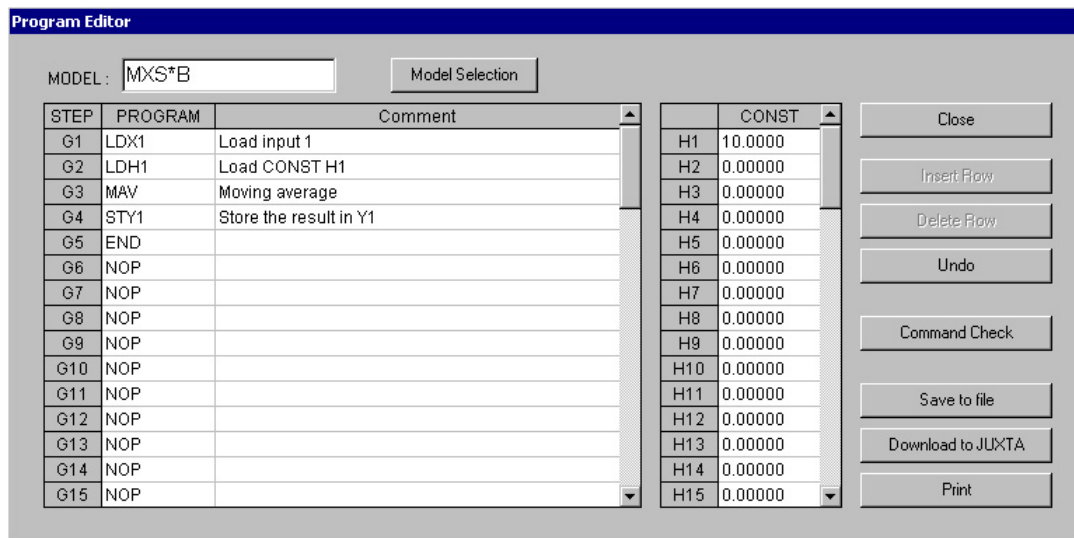 Program Editor
MODEL : MXS*B Model Selection
STEP PROGRAM Comment CONST Close
G1 LDX1 Load input 1 H1 10.0000
G2 LDH1 Load CONST H1 H2 0.00000 Insert Row
G3 MAV Moving average H3 0.00000
G4 STY1 Store the result in Y1 H4 0.00000 Delete Row
G5 END H5 0.00000
G6 NOP H6 0.00000 Undo
G7 NOP H7 0.00000
G8 NOP H8 0.00000
G9 NOP H9 0.00000 Command Check
G10 NOP H10 0.00000
G11 NOP H11 0.00000
G12 NOP H12 0.00000 Save to file
G13 NOP H13 0.00000 Download to JUXTA
G14 NOP H14 0.00000
G15 NOP H15 0.00000 Print